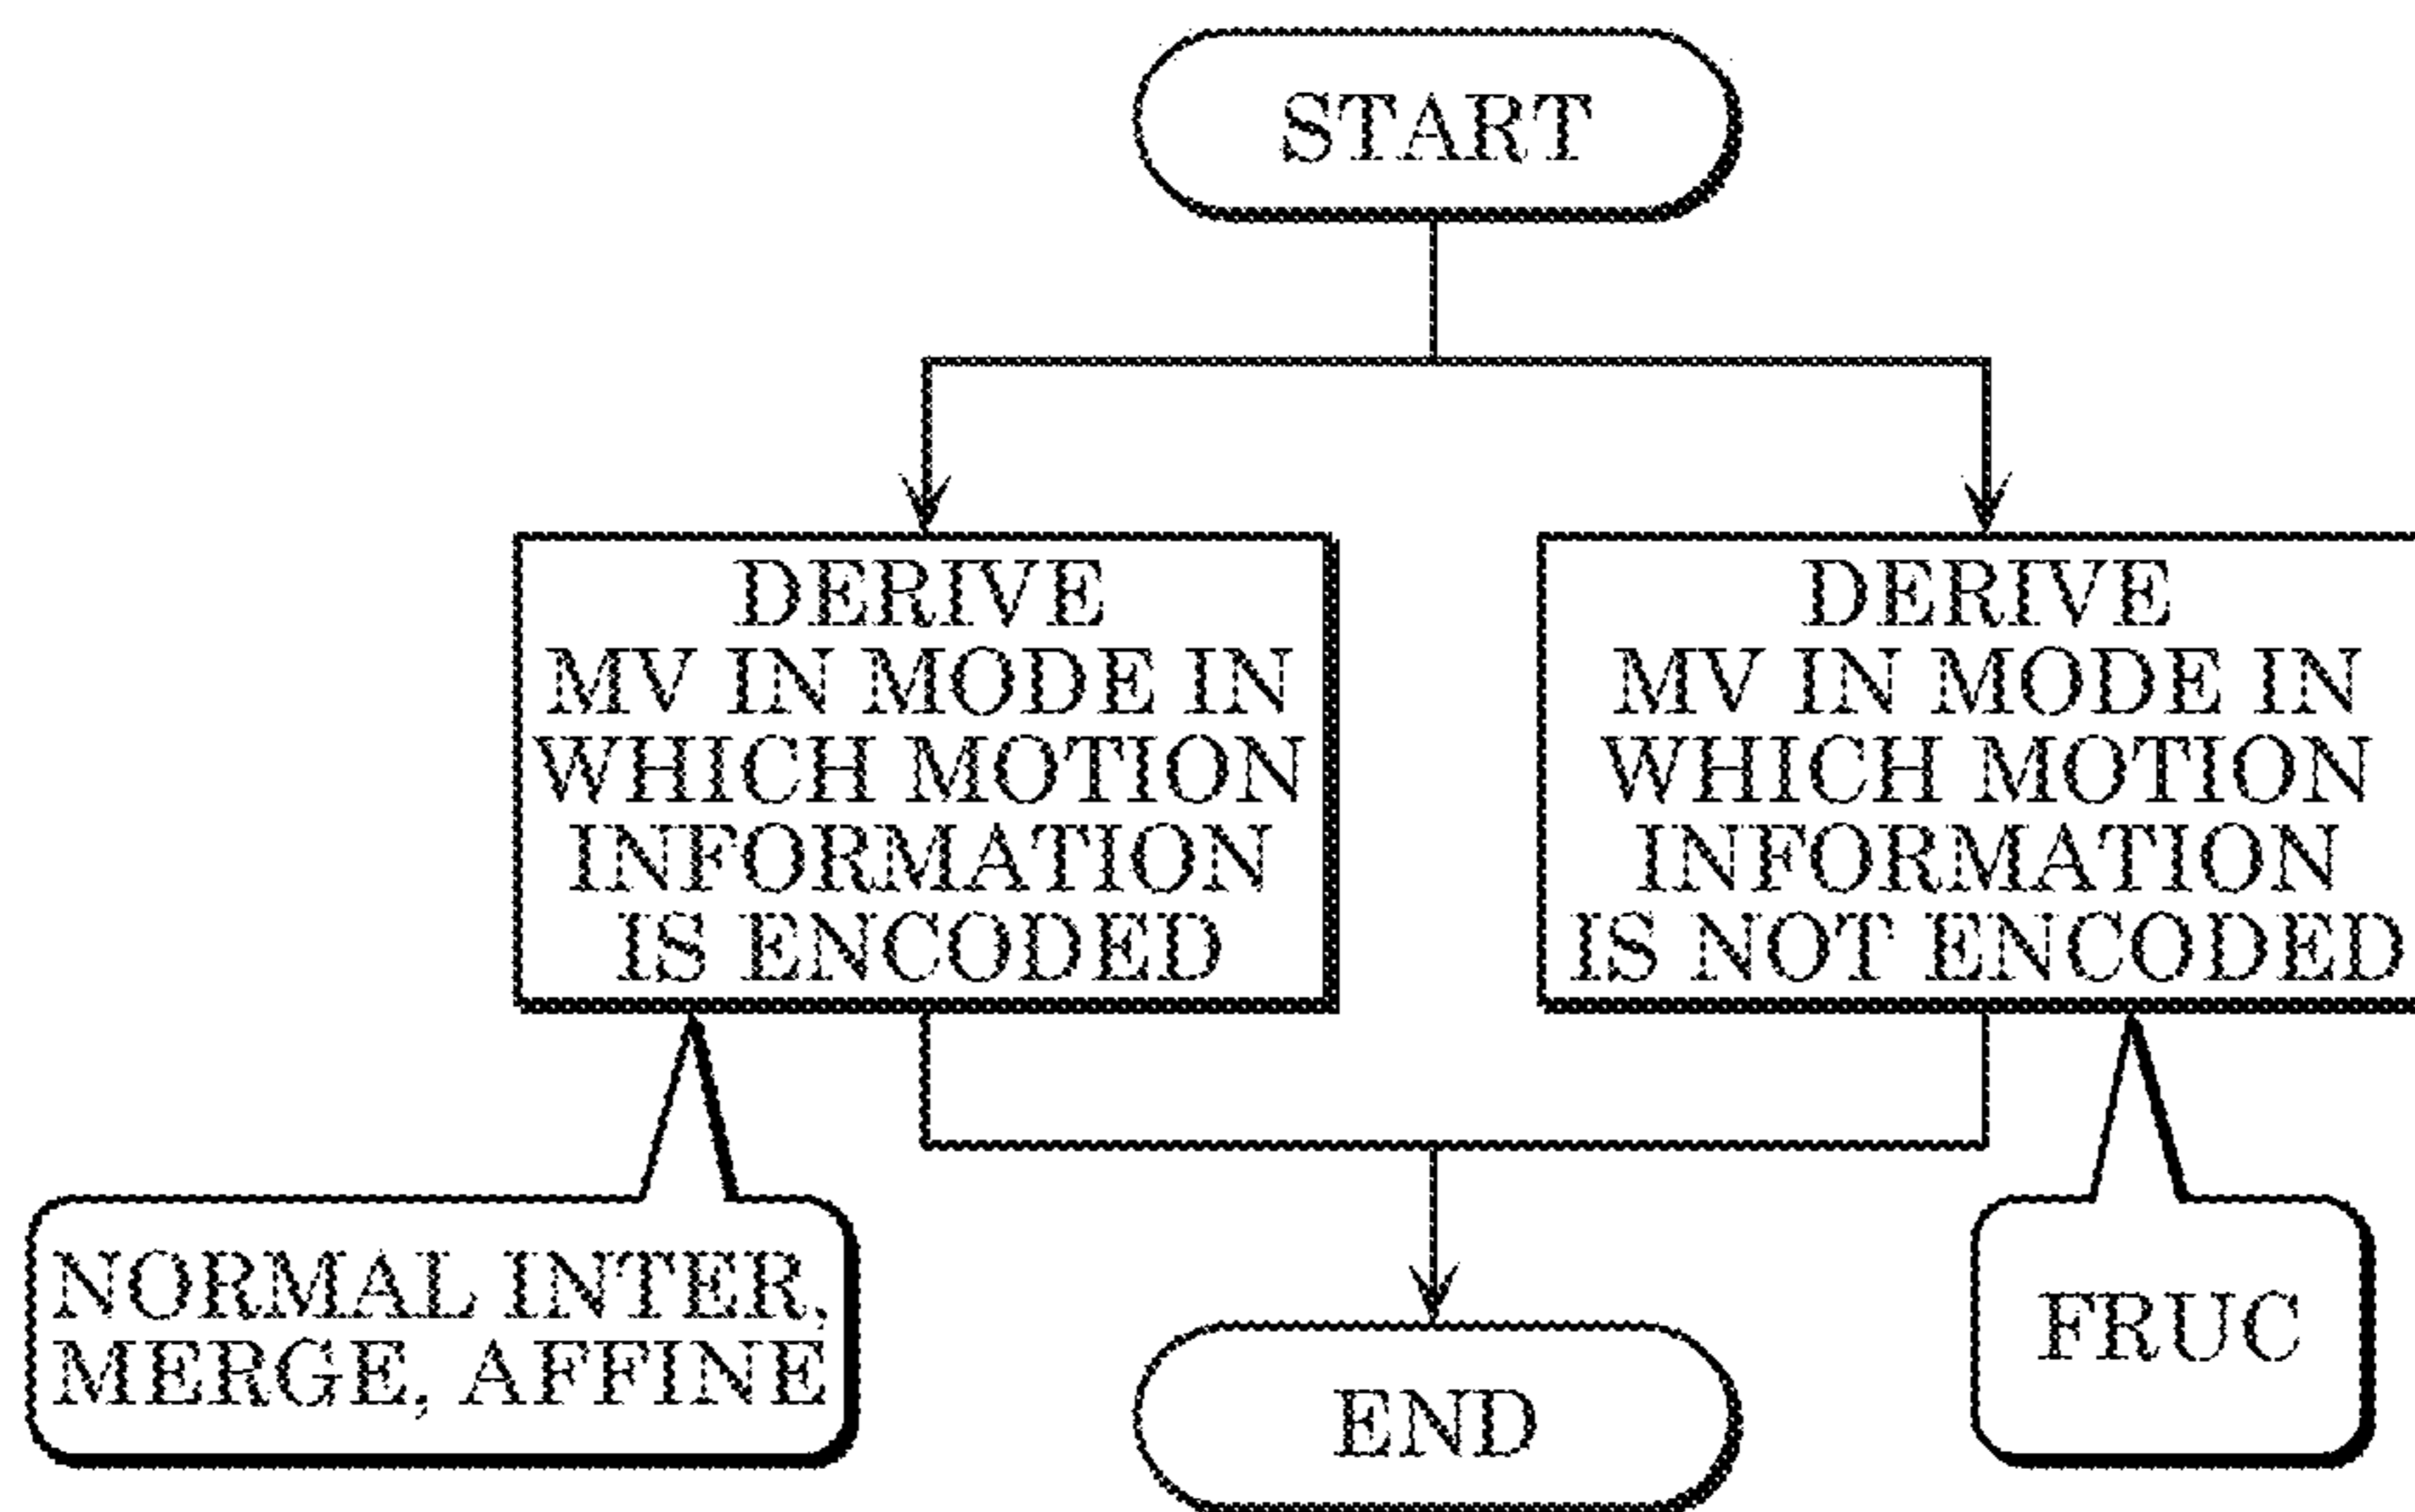 START
DERIVE
MV IN MODE IN
WHICH MOTION
INFORMATION
IS ENCODED
DERIVE
MV IN MODE IN
WHICH MOTION
INFORMATION
IS NOT ENCODED
NORMAL INTER,
MERGE, AFFINE
FRUC
END